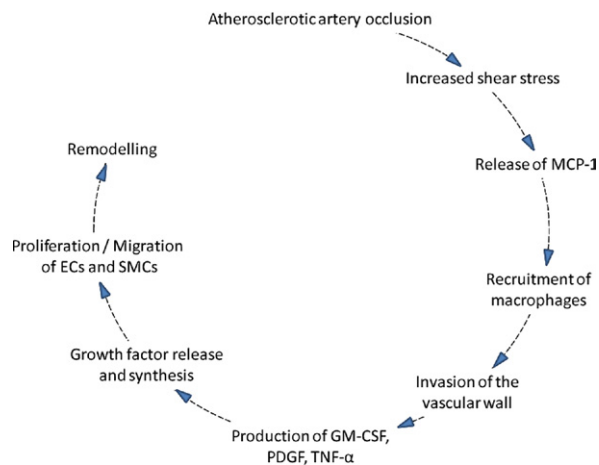 Atherosclerotic artery occlusion
Increased shear stress
Release of MCP-1
Recruitment of
macrophages
Invasion of the
vascular wall
Production of GM-CSF,
PDGF, TNF-α
Growth factor release
and synthesis
Proliferation / Migration
of ECs and SMCs
Remodelling